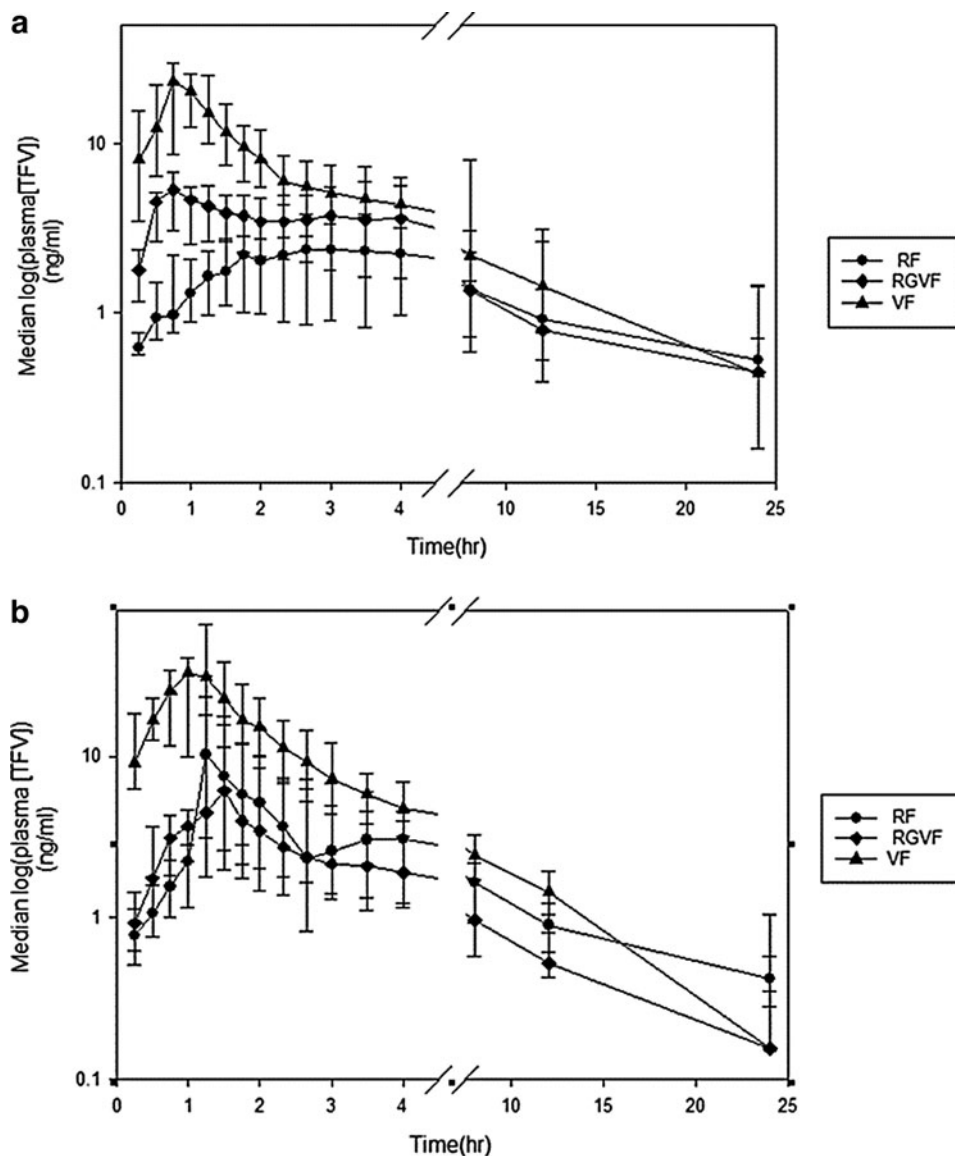 a
Median log(plasma[TFV])
(ng/ml)
10
1
0.1
0 1 2 3 4 10 15 20 25
Time(hr)
RF
RGVF
VF
b
Median log(plasma [TFV])
(ng/ml)
10
1
0.1
0 1 2 3 4 10 15 20 25
Time(hr)
RF
RGVF
VF